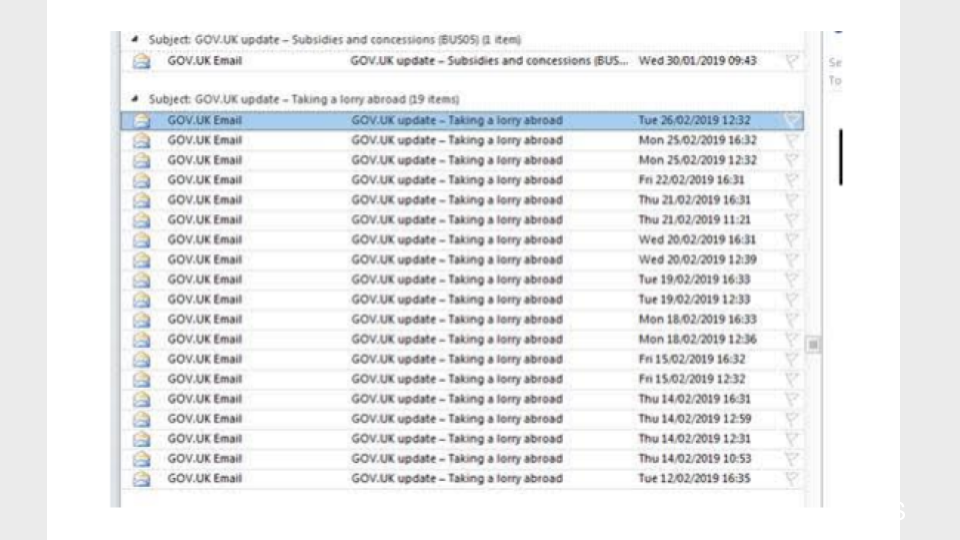 Subject: GOV.UK update – Subsidies and concessions (BUS05) (1 item)
GOV.UK Email GOV.UK update – Subsidies and concessions (BUS... Wed 30/01/2019 09:43
Se
Subject: GOV.UK update – Taking a lorry abroad (19 items)
To
GOV.UK Email GOV.UK update – Taking a lorry abroad Tue 26/02/2019 12:32
GOV.UK Email GOV.UK update – Taking a lorry abroad Mon 25/02/2019 16:32
GOV.UK Email GOV.UK update – Taking a lorry abroad Mon 25/02/2019 12:32
GOV.UK Email GOV.UK update – Taking a lorry abroad Fri 22/02/2019 16:31
GOV.UK Email GOV.UK update – Taking a lorry abroad Thu 21/02/2019 16:31
GOV.UK Email GOV.UK update – Taking a lorry abroad Thu 21/02/2019 11:21
GOV.UK Email GOV.UK update – Taking a lorry abroad Wed 20/02/2019 16:31
GOV.UK Email GOV.UK update – Taking a lorry abroad Wed 20/02/2019 12:39
GOV.UK Email GOV.UK update – Taking a lorry abroad Tue 19/02/2019 16:33
GOV.UK Email GOV.UK update – Taking a lorry abroad Tue 19/02/2019 12:33
GOV.UK Email GOV.UK update – Taking a lorry abroad Mon 18/02/2019 16:33
GOV.UK Email GOV.UK update – Taking a lorry abroad Mon 18/02/2019 12:36
GOV.UK Email GOV.UK update – Taking a lorry abroad Fri 15/02/2019 16:32
GOV.UK Email GOV.UK update – Taking a lorry abroad Fri 15/02/2019 12:32
GOV.UK Email GOV.UK update – Taking a lorry abroad Thu 14/02/2019 16:31
GOV.UK Email GOV.UK update – Taking a lorry abroad Thu 14/02/2019 12:59
GOV.UK Email GOV.UK update – Taking a lorry abroad Thu 14/02/2019 12:31
GOV.UK Email GOV.UK update – Taking a lorry abroad Thu 14/02/2019 10:53
GOV.UK Email GOV.UK update – Taking a lorry abroad Tue 12/02/2019 16:35